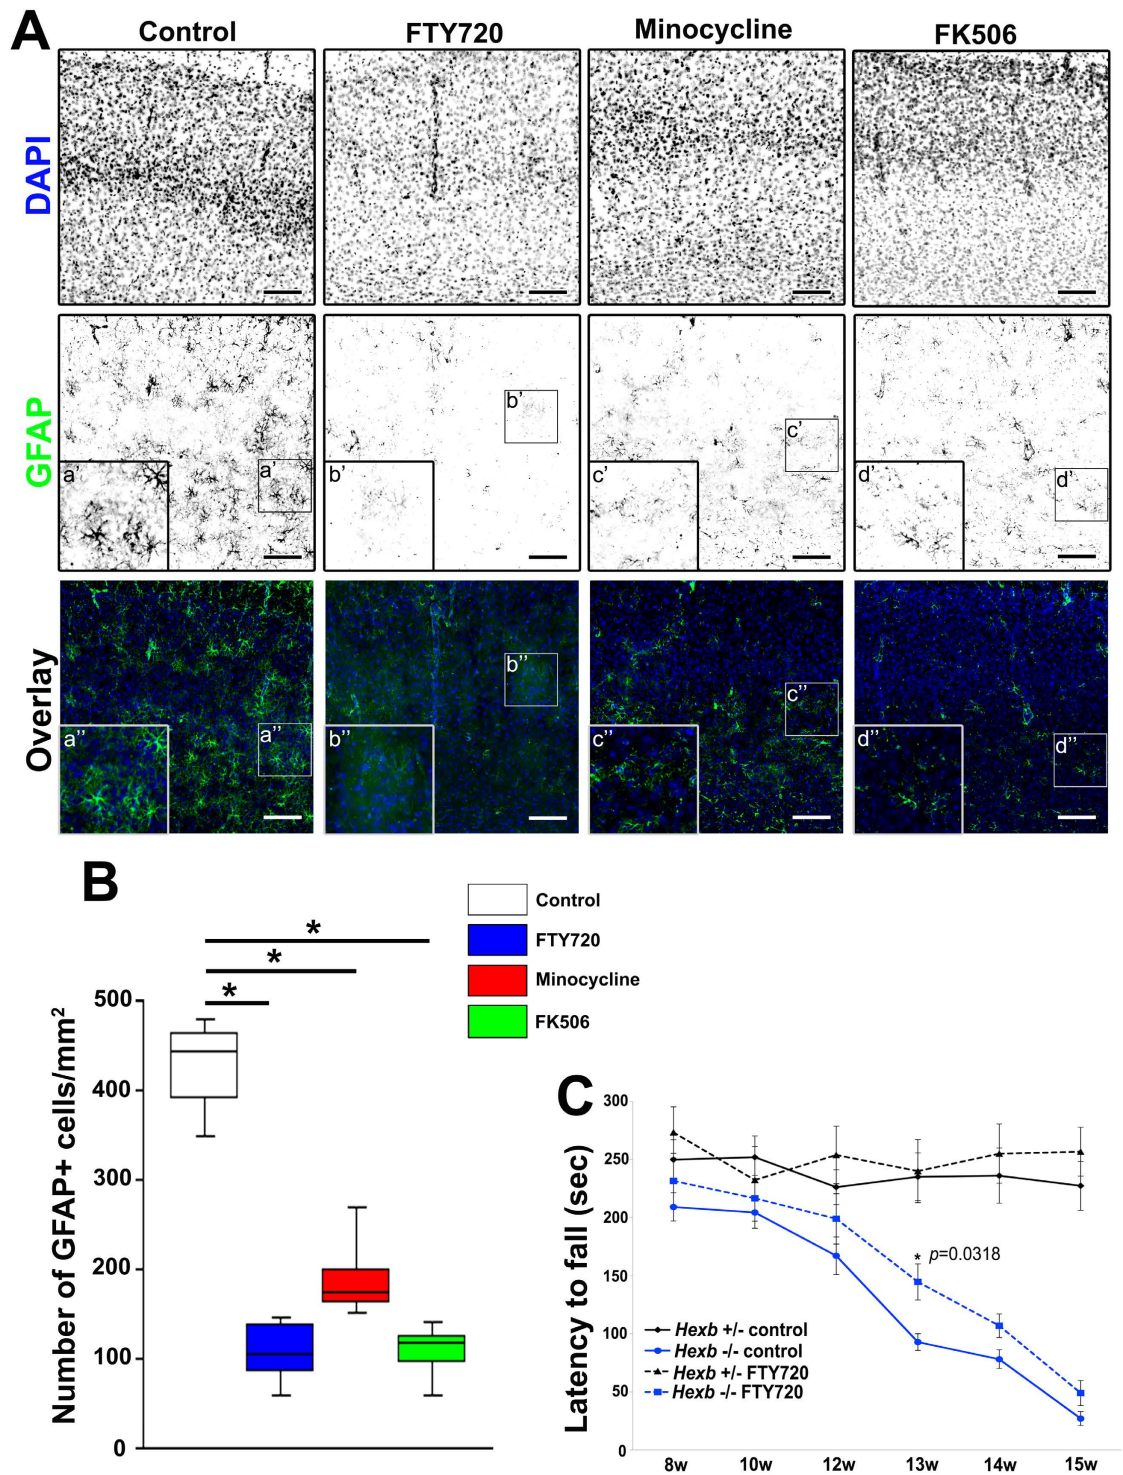 A
Control
FTY720
Minocycline
FK506
DAPI
GFAP
a’
a’
b’
b’
c’
c’
d’
d’
Overlay
a’’
a’’
b’’
b’’
c’’
c’’
d’’
d’’
B
Control
FTY720
Minocycline
FK506
*
*
*
Number of GFAP+ cells/mm²
500
400
300
200
100
0
C
Latency to fall (sec)
300
250
200
150
100
50
0
* p=0.0318
Hexb +/- control
Hexb -/- control
Hexb +/- FTY720
Hexb -/- FTY720
8w 10w 12w 13w 14w 15w